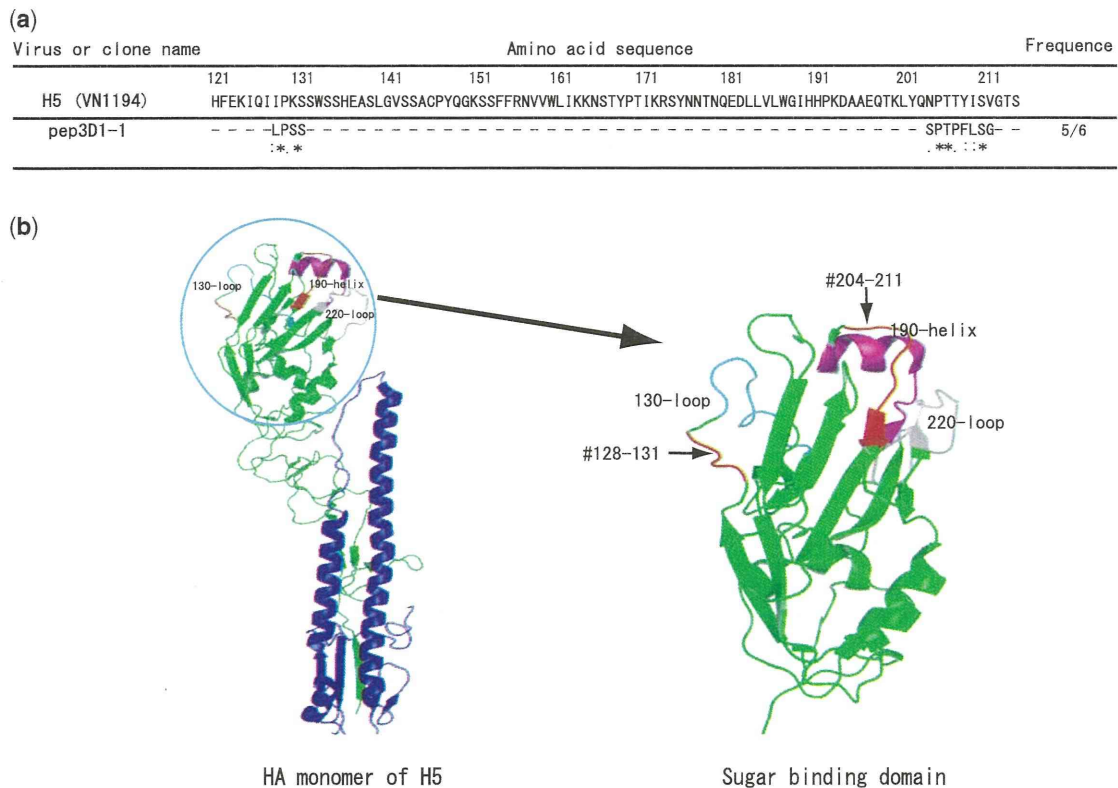 (a)
Virus or clone name Amino acid sequence Frequence
121 131 141 151 161 171 181 191 201 211
H5 (VN1194) HFEKIQIIPKSSWSSHEASLGVSSACPYQGKSSFFRNVVWLIKKNSTYPTIKRSYNNTNQEDLLVLWGIHHPKDAAEQTKLYQNPTTYISVGTS
pep3D1-1 - - - - - - - LPSS- - - - - - - - - - - - - - - - - - - - - - - - - - - - - - - - - - - - - - - - - - - - - - - - - - - - - - SPTPFLSG- - - 5/6
:*.* .**.::*
(b)
130-loop
190-helix
220-loop
#204-211
190-helix
130-loop
220-loop
#128-131
HA monomer of H5 Sugar binding domain